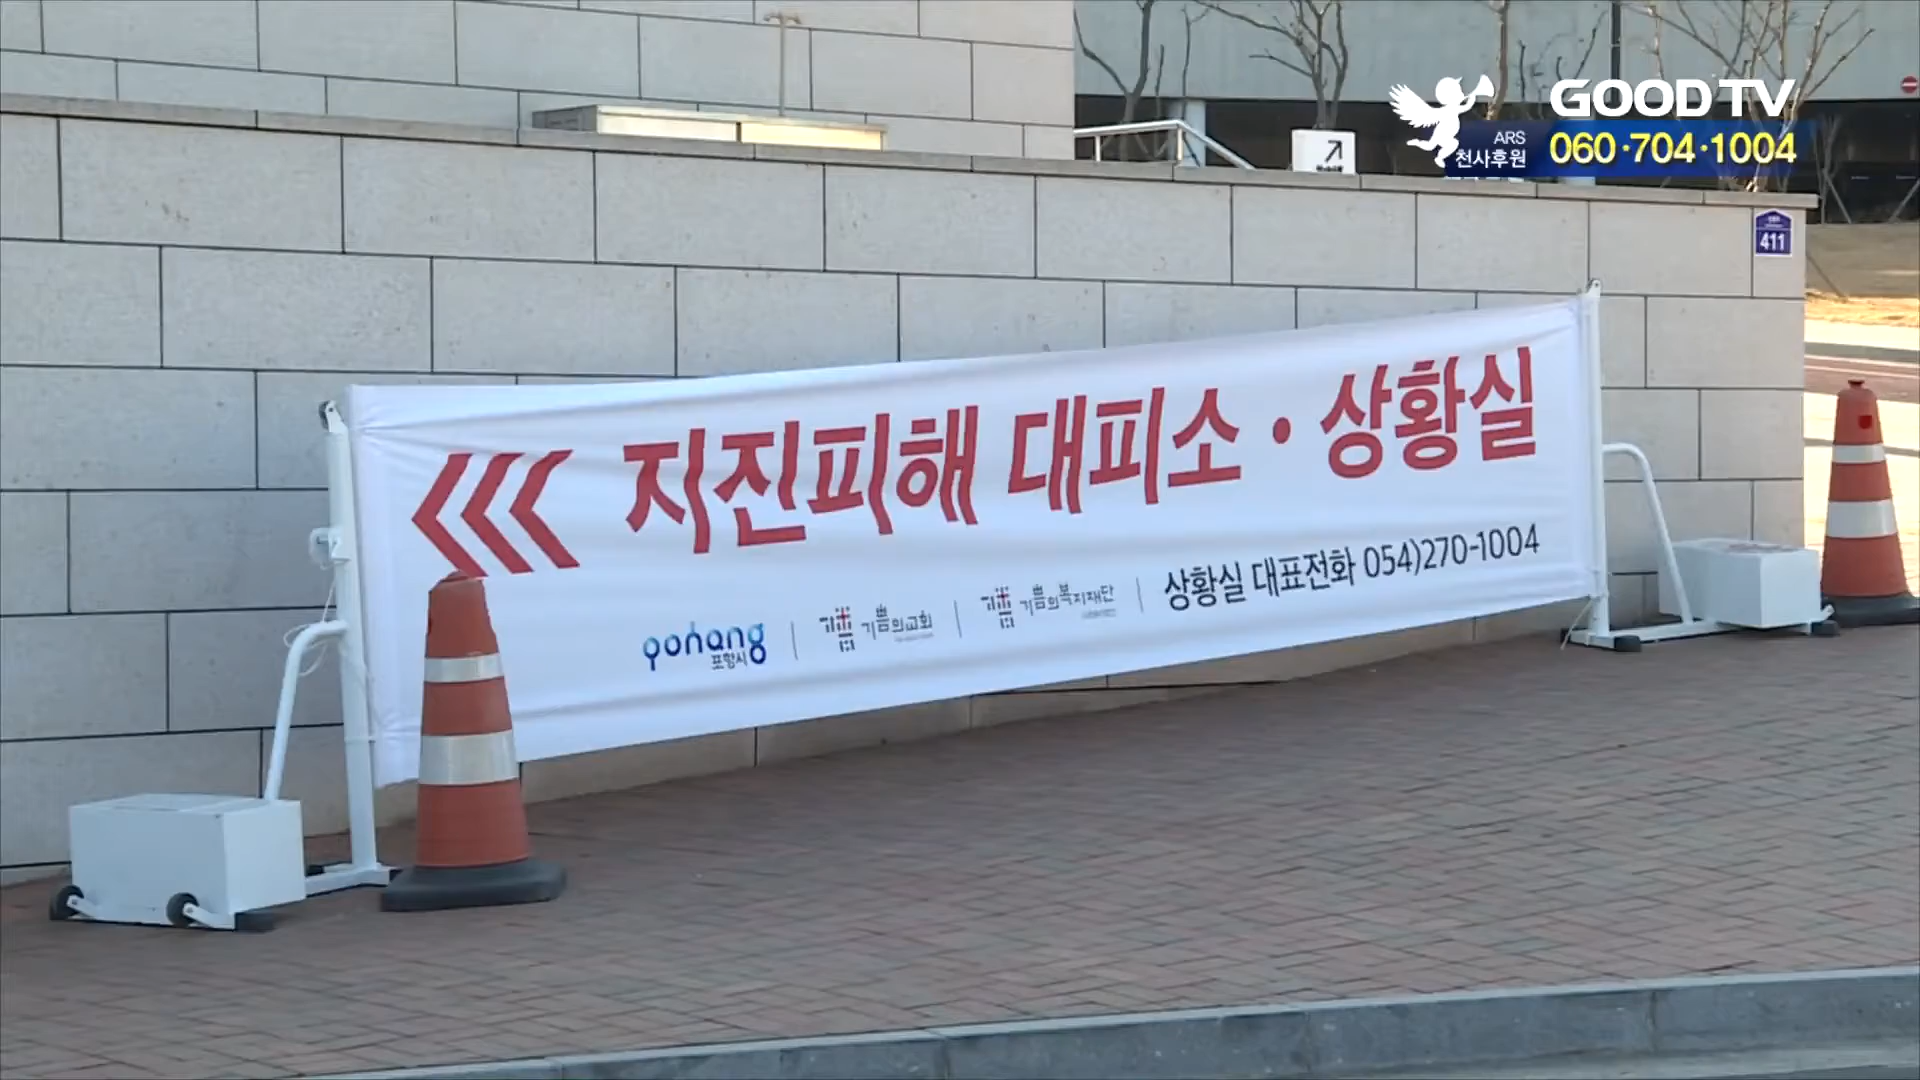 GOODTV
ARS
천사후원
060·704·1004
411
지진피해 대피소·상황실
pohang
포항시
기쁨의교회
기쁨의복지재단
상황실 대표전화 054)270-1004